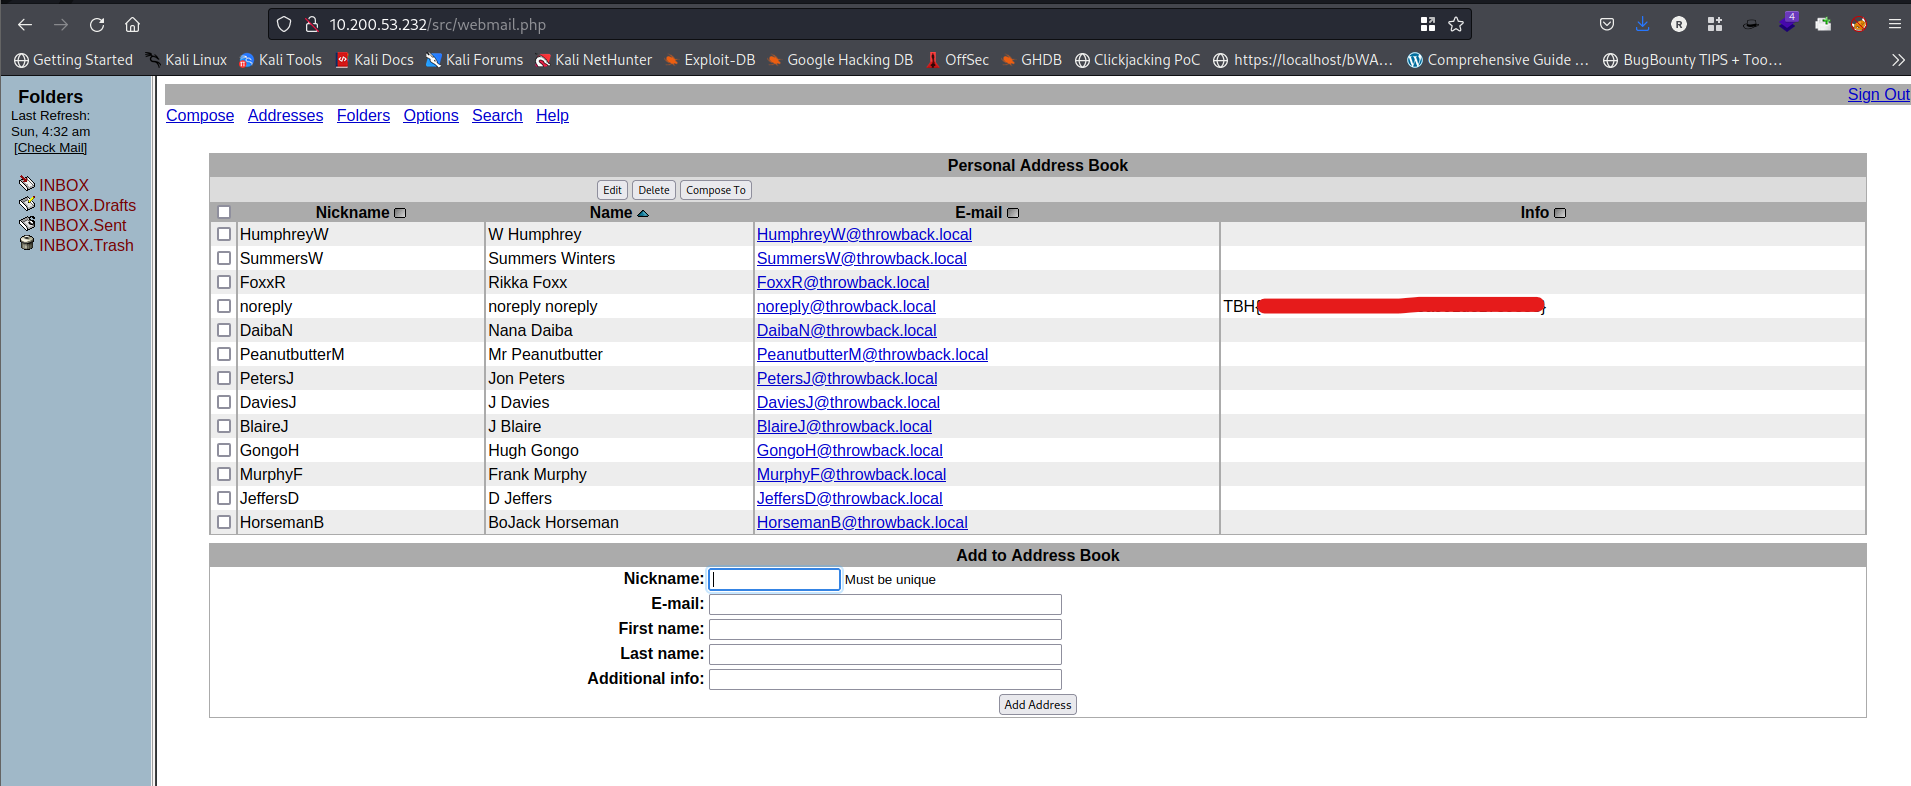 10.200.53.232/src/webmail.php
4
Getting Started Kali Linux Kali Tools Kali Docs Kali Forums Kali NetHunter Exploit-DB Google Hacking DB OffSec GHDB Clickjacking PoC https://localhost/bWA... Comprehensive Guide ... BugBounty TIPS + Too...
Folders
Last Refresh:
Sun, 4:32 am
[Check Mail]
INBOX
INBOX.Drafts
INBOX.Sent
INBOX.Trash
Sign Out
Compose Addresses Folders Options Search Help
Personal Address Book
Edit Delete Compose To
Nickname Name E-mail Info
HumphreyW W Humphrey HumphreyW@throwback.local
SummersW Summers Winters SummersW@throwback.local
FoxxR Rikka Foxx FoxxR@throwback.local
noreply noreply noreply noreply@throwback.local TBH{ }
DaibaN Nana Daiba DaibaN@throwback.local
PeanutbutterM Mr Peanutbutter PeanutbutterM@throwback.local
PetersJ Jon Peters PetersJ@throwback.local
DaviesJ J Davies DaviesJ@throwback.local
BlaireJ J Blaire BlaireJ@throwback.local
GongoH Hugh Gongo GongoH@throwback.local
MurphyF Frank Murphy MurphyF@throwback.local
JeffersD D Jeffers JeffersD@throwback.local
HorsemanB BoJack Horseman HorsemanB@throwback.local
Add to Address Book
Nickname: Must be unique
E-mail:
First name:
Last name:
Additional info:
Add Address